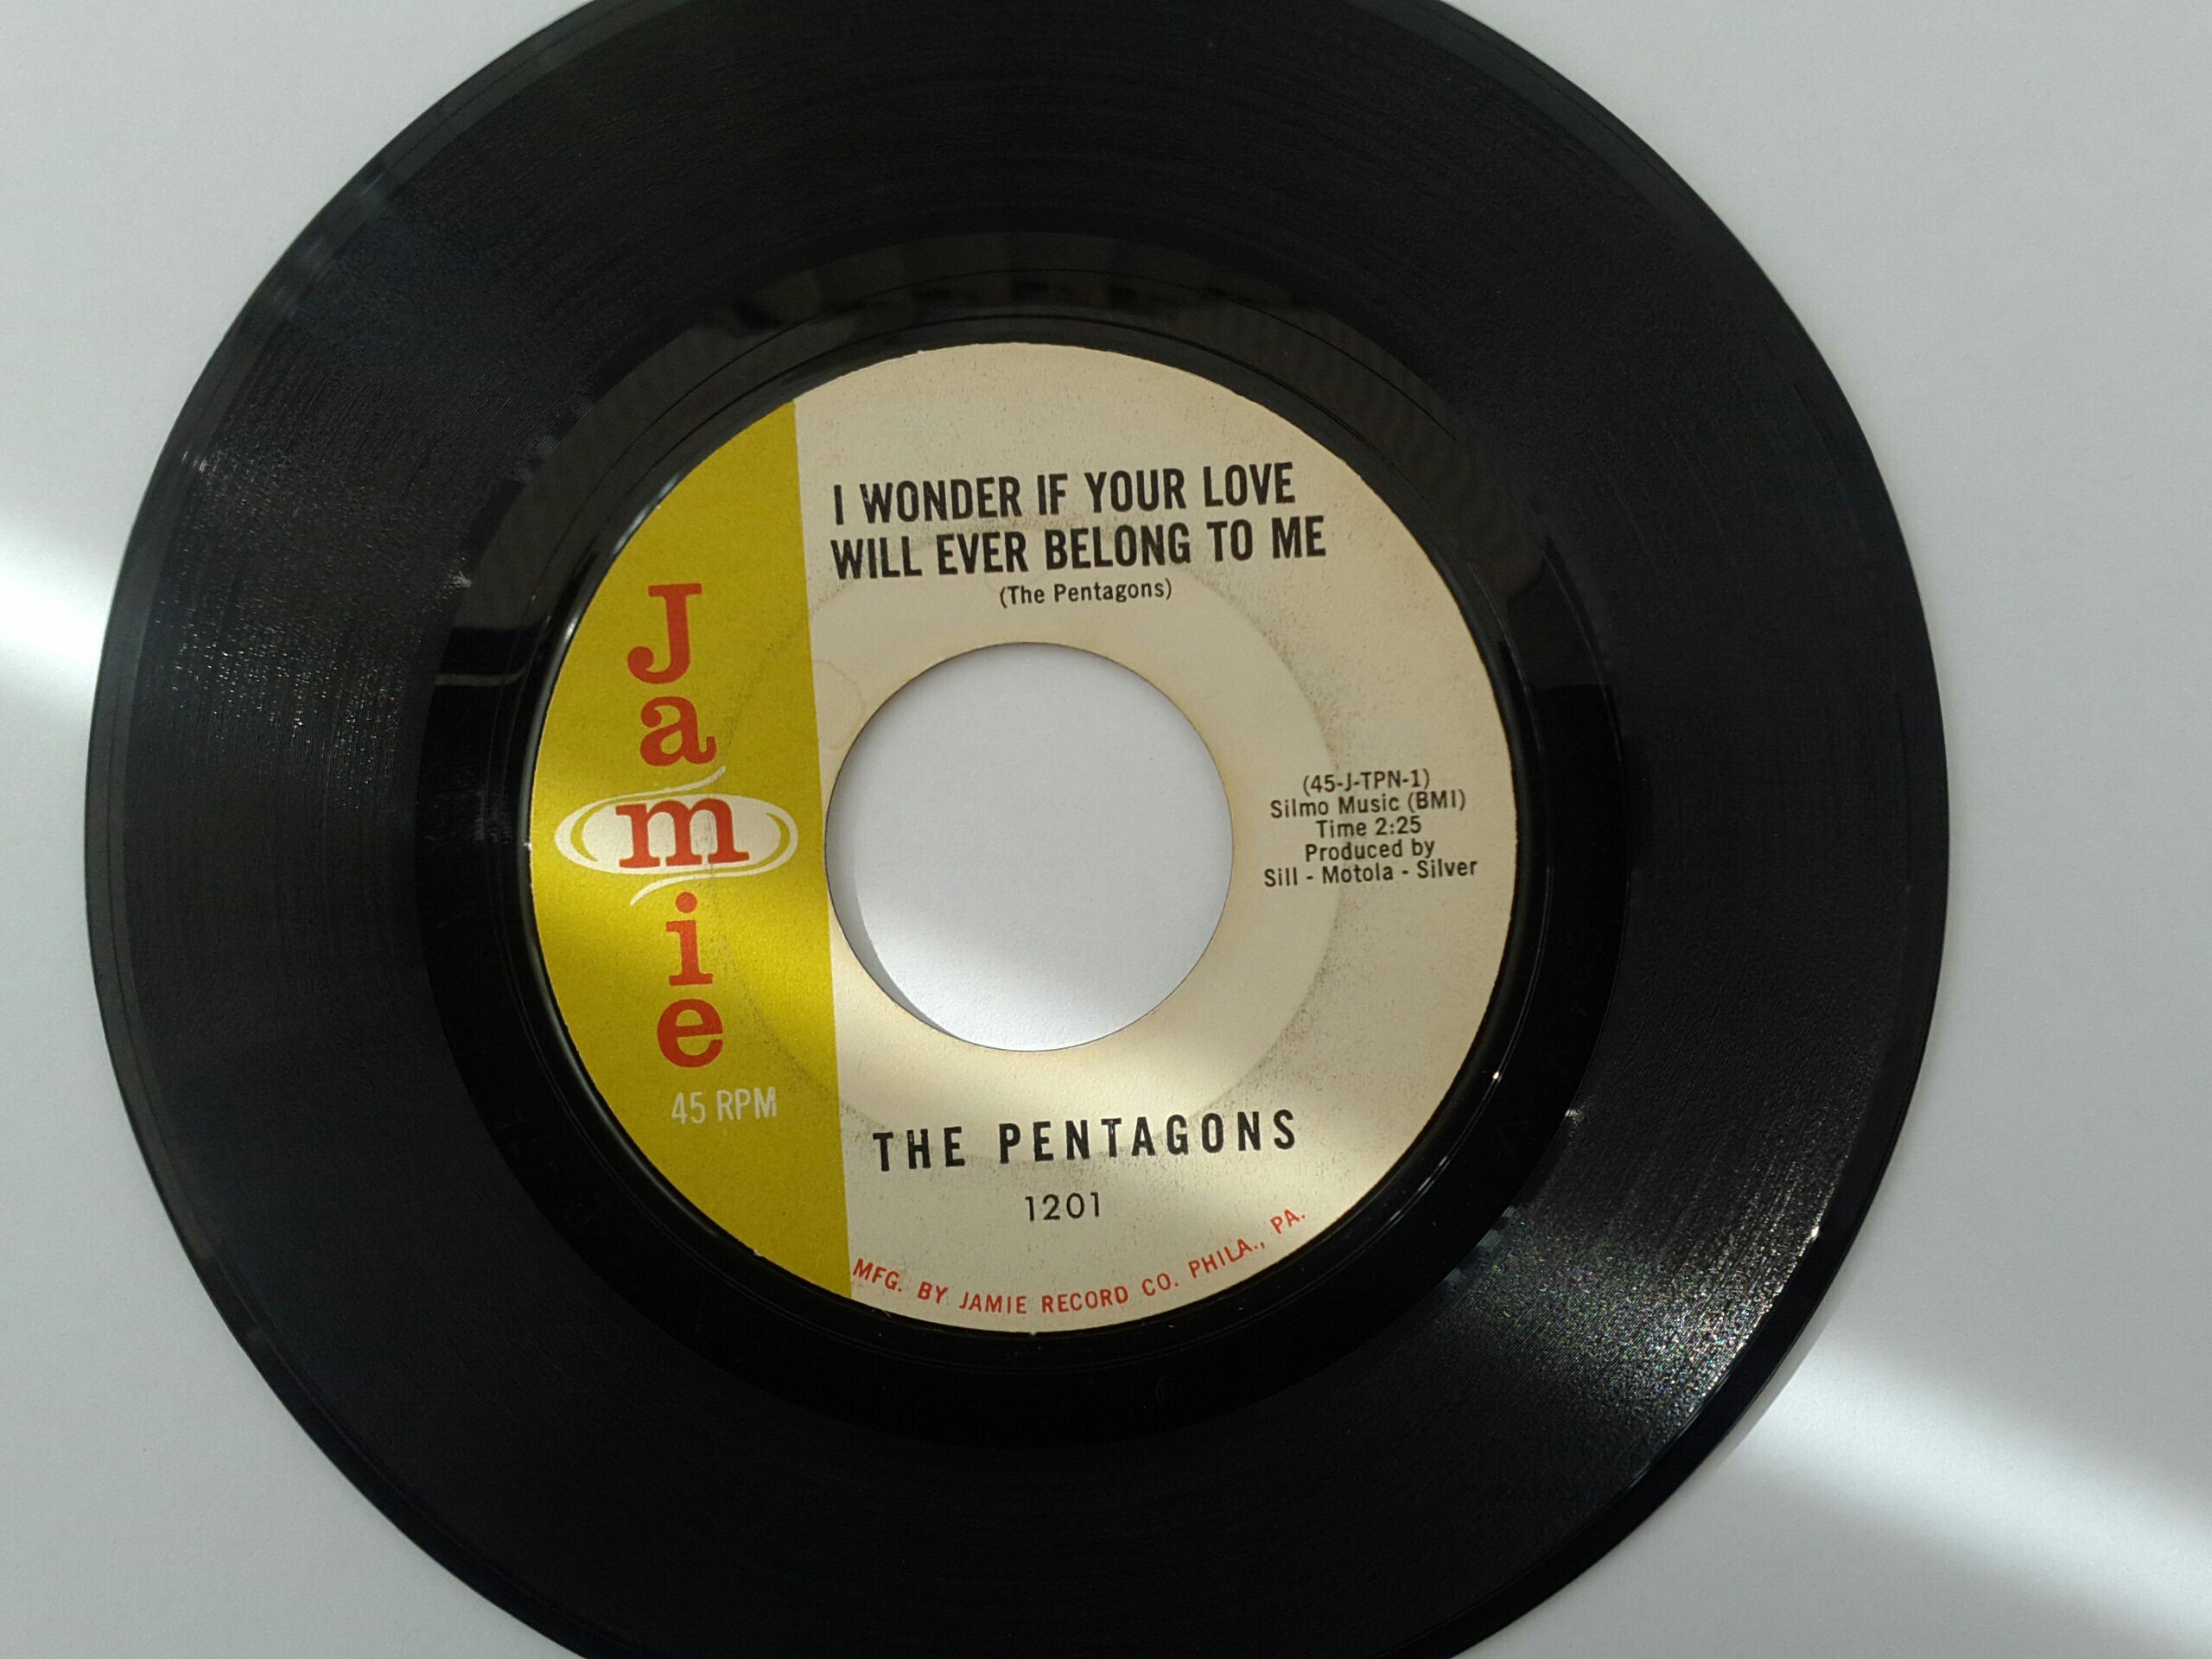 I WONDER IF YOUR LOVE
WILL EVER BELONG TO ME
(The Pentagons)
Jamie
45 RPM
(45-J-TPN-1)
Silmo Music (BMI)
Time 2:25
Produced by
Sill - Motola - Silver
THE PENTAGONS
1201
MFG. BY JAMIE RECORD CO. PHILA., PA.